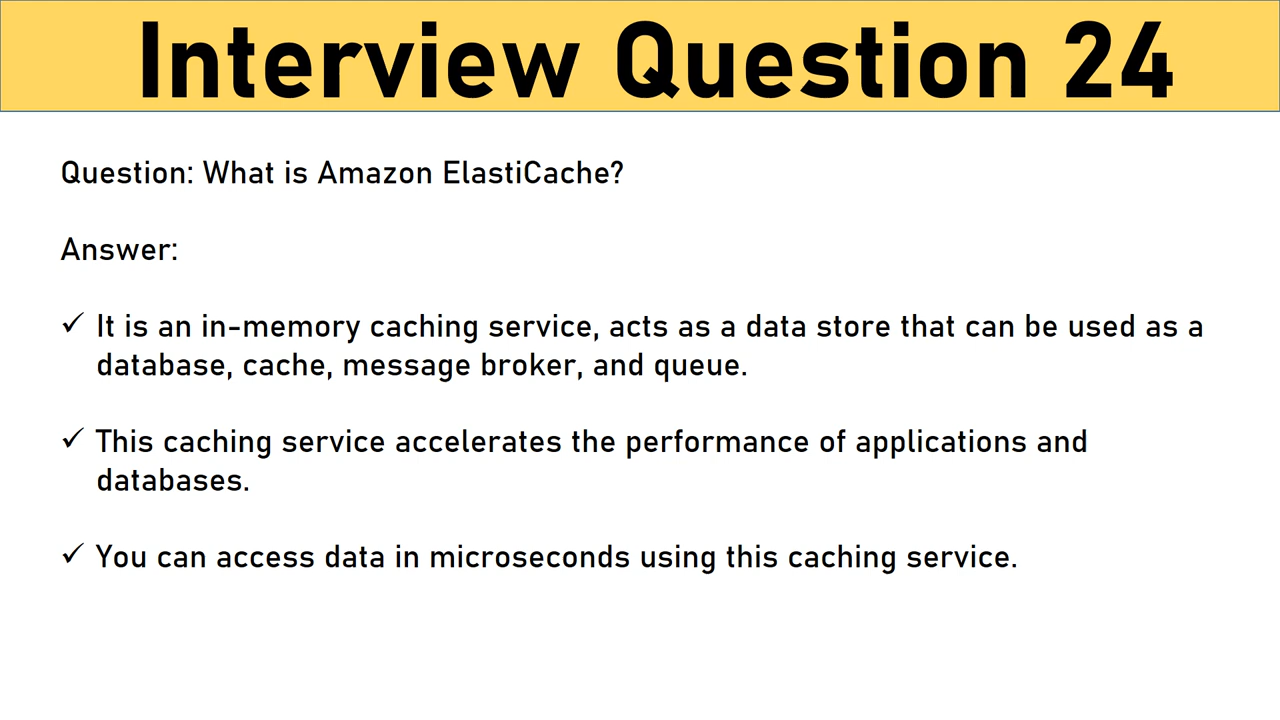 Interview Question 24
Question: What is Amazon ElastiCache?
Answer:
✓ It is an in-memory caching service, acts as a data store that can be used as a
database, cache, message broker, and queue.
✓ This caching service accelerates the performance of applications and
databases.
✓ You can access data in microseconds using this caching service.